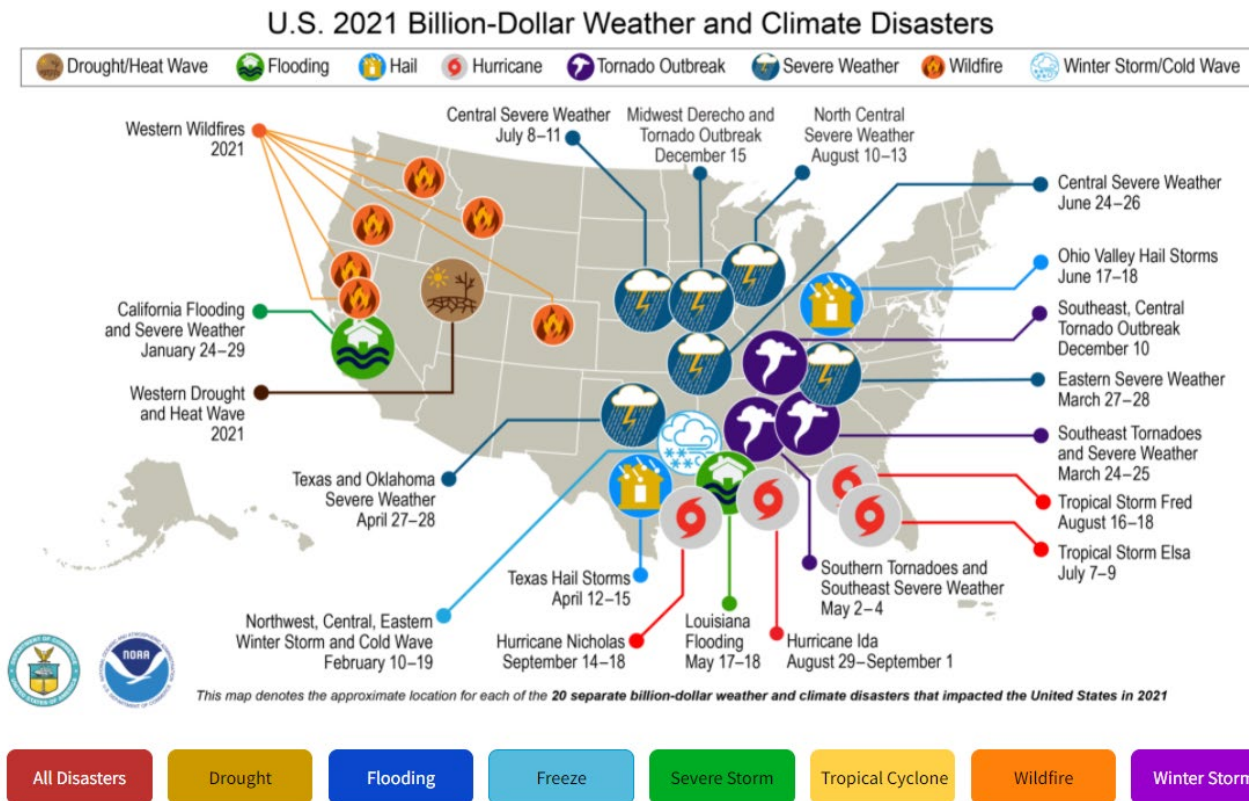 U.S. 2021 Billion-Dollar Weather and Climate Disasters
Drought/Heat Wave
Flooding
Hail
Hurricane
Tornado Outbreak
Severe Weather
Wildfire
Winter Storm/Cold Wave
Western Wildfires
2021
Central Severe Weather
July 8–11
Midwest Derecho and
Tornado Outbreak
December 15
North Central
Severe Weather
August 10–13
Central Severe Weather
June 24–26
Ohio Valley Hail Storms
June 17–18
California Flooding
and Severe Weather
January 24–29
Southeast, Central
Tornado Outbreak
December 10
Western Drought
and Heat Wave
2021
Eastern Severe Weather
March 27–28
Southeast Tornadoes
and Severe Weather
March 24–25
Texas and Oklahoma
Severe Weather
April 27–28
Tropical Storm Fred
August 16–18
Tropical Storm Elsa
July 7–9
Texas Hail Storms
April 12–15
Southern Tornadoes and
Southeast Severe Weather
May 2–4
Northwest, Central, Eastern
Winter Storm and Cold Wave
February 10–19
Hurricane Nicholas
September 14–18
Louisiana
Flooding
May 17–18
Hurricane Ida
August 29–September 1
NOAA
This map denotes the approximate location for each of the 20 separate billion-dollar weather and climate disasters that impacted the United States in 2021
All Disasters
Drought
Flooding
Freeze
Severe Storm
Tropical Cyclone
Wildfire
Winter Storm